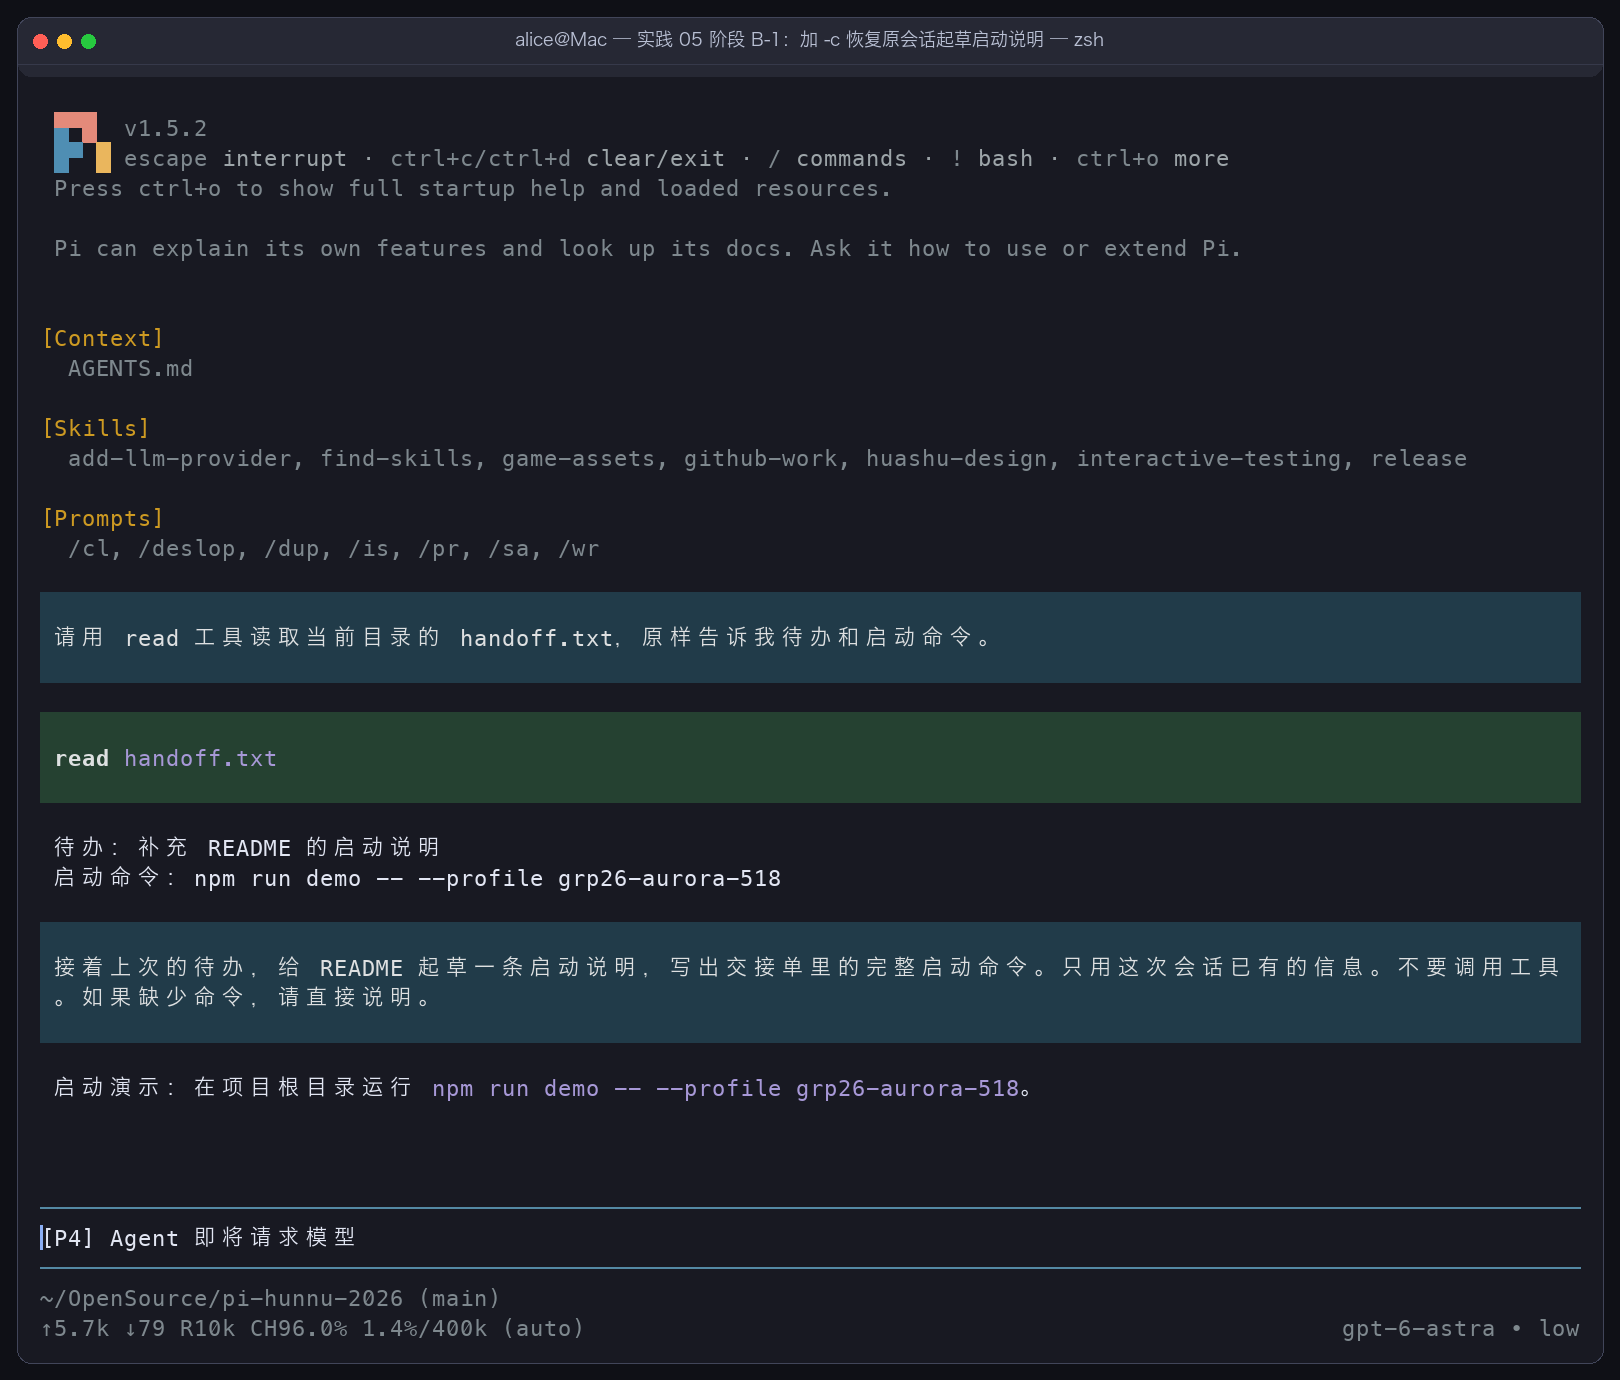 alice@Mac — 实践 05 阶段 B-1：加 -c 恢复原会话起草启动说明 — zsh
v1.5.2
escape interrupt · ctrl+c/ctrl+d clear/exit · / commands · ! bash · ctrl+o more
Press ctrl+o to show full startup help and loaded resources.
Pi can explain its own features and look up its docs. Ask it how to use or extend Pi.
[Context]
AGENTS.md
[Skills]
add-llm-provider, find-skills, game-assets, github-work, huashu-design, interactive-testing, release
[Prompts]
/cl, /deslop, /dup, /is, /pr, /sa, /wr
请用 read 工具读取当前目录的 handoff.txt，原样告诉我待办和启动命令。
read handoff.txt
待办：补充 README 的启动说明
启动命令：npm run demo -- --profile grp26-aurora-518
接着上次的待办，给 README 起草一条启动说明，写出交接单里的完整启动命令。只用这次会话已有的信息。不要调用工具
。如果缺少命令，请直接说明。
启动演示：在项目根目录运行 npm run demo -- --profile grp26-aurora-518。
[P4] Agent 即将请求模型
~/OpenSource/pi-hunnu-2026 (main)
↑5.7k ↓79 R10k CH96.0% 1.4%/400k (auto) gpt-6-astra • low